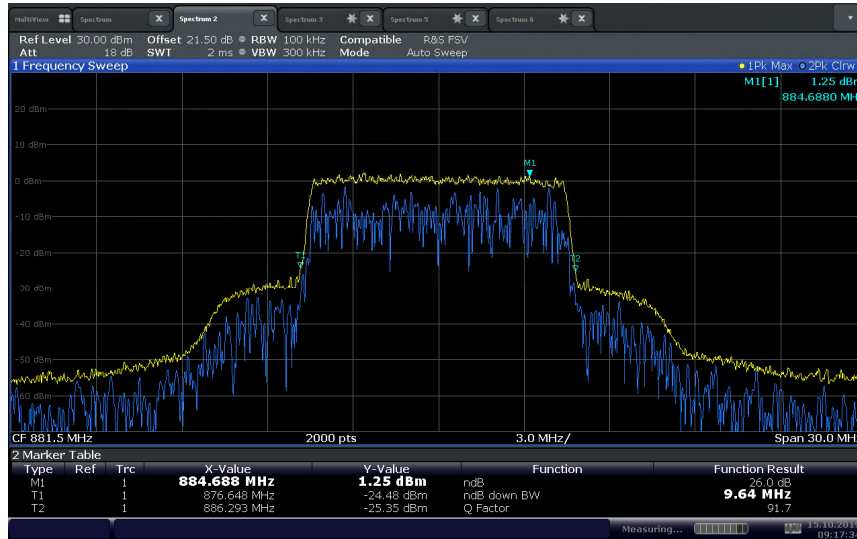 MultiView Spectrum X Spectrum 2 X Spectrum 3 X Spectrum 5 X Spectrum 6 X
Ref Level 30.00 dBm Offset 21.50 dB RBW 100 kHz Compatible R&S FSV
Att 18 dB SWT 2 ms VBW 300 kHz Mode Auto Sweep
1 Frequency Sweep 1Pk Max 2Pk Clrw
M1[1] 1.25 dBm
884.6880 MH
20 dBm
10 dBm
M1
0 dBm
-10 dBm
-20 dBm
T1
T2
30 dBm
-40 dBm
-50 dBm
60 dBm
CF 881.5 MHz 2000 pts 3.0 MHz/ Span 30.0 MHz
2 Marker Table
Type Ref Trc X-Value Y-Value Function Function Result
M1 1 884.688 MHz 1.25 dBm ndB 26.0 dB
T1 1 876.648 MHz -24.48 dBm ndB down BW 9.64 MHz
T2 1 886.293 MHz -25.35 dBm Q Factor 91.7
Measuring... 15.10.2019
09:17:34